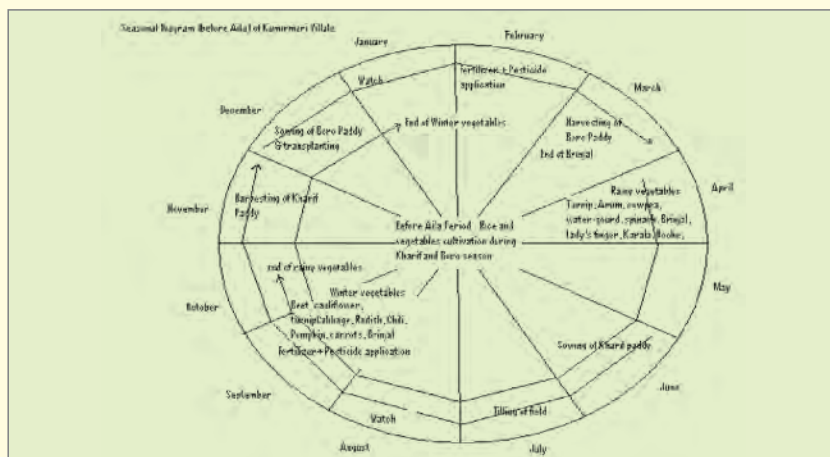 Seasonal Diagram (before Aila) of Kumirmari Village
January
February
March
April
May
June
July
August
September
October
November
December
Watch
Fertilizer + Pesticide
application
Harvesting of
Boro Paddy
End of Brinjal
Sowing of Boro Paddy
& transplanting
End of Winter vegetables
Harvesting of Kharif
Paddy
Rainy vegetables
Turnip, Arum, cowpea,
water-gourd, spinach, Brinjal,
Lady's finger, Karala,
Before Aila Period Rice and
vegetables cultivation during
Kharif and Boro season
end of rainy vegetables
Winter vegetables
Beet, cauliflower,
turnip Cabbage, Radish, Chili,
Pumpkin, carrots, Brinjal
Fertilizer + Pesticide application
Sowing of Kharif paddy
Tilling of field
Watch